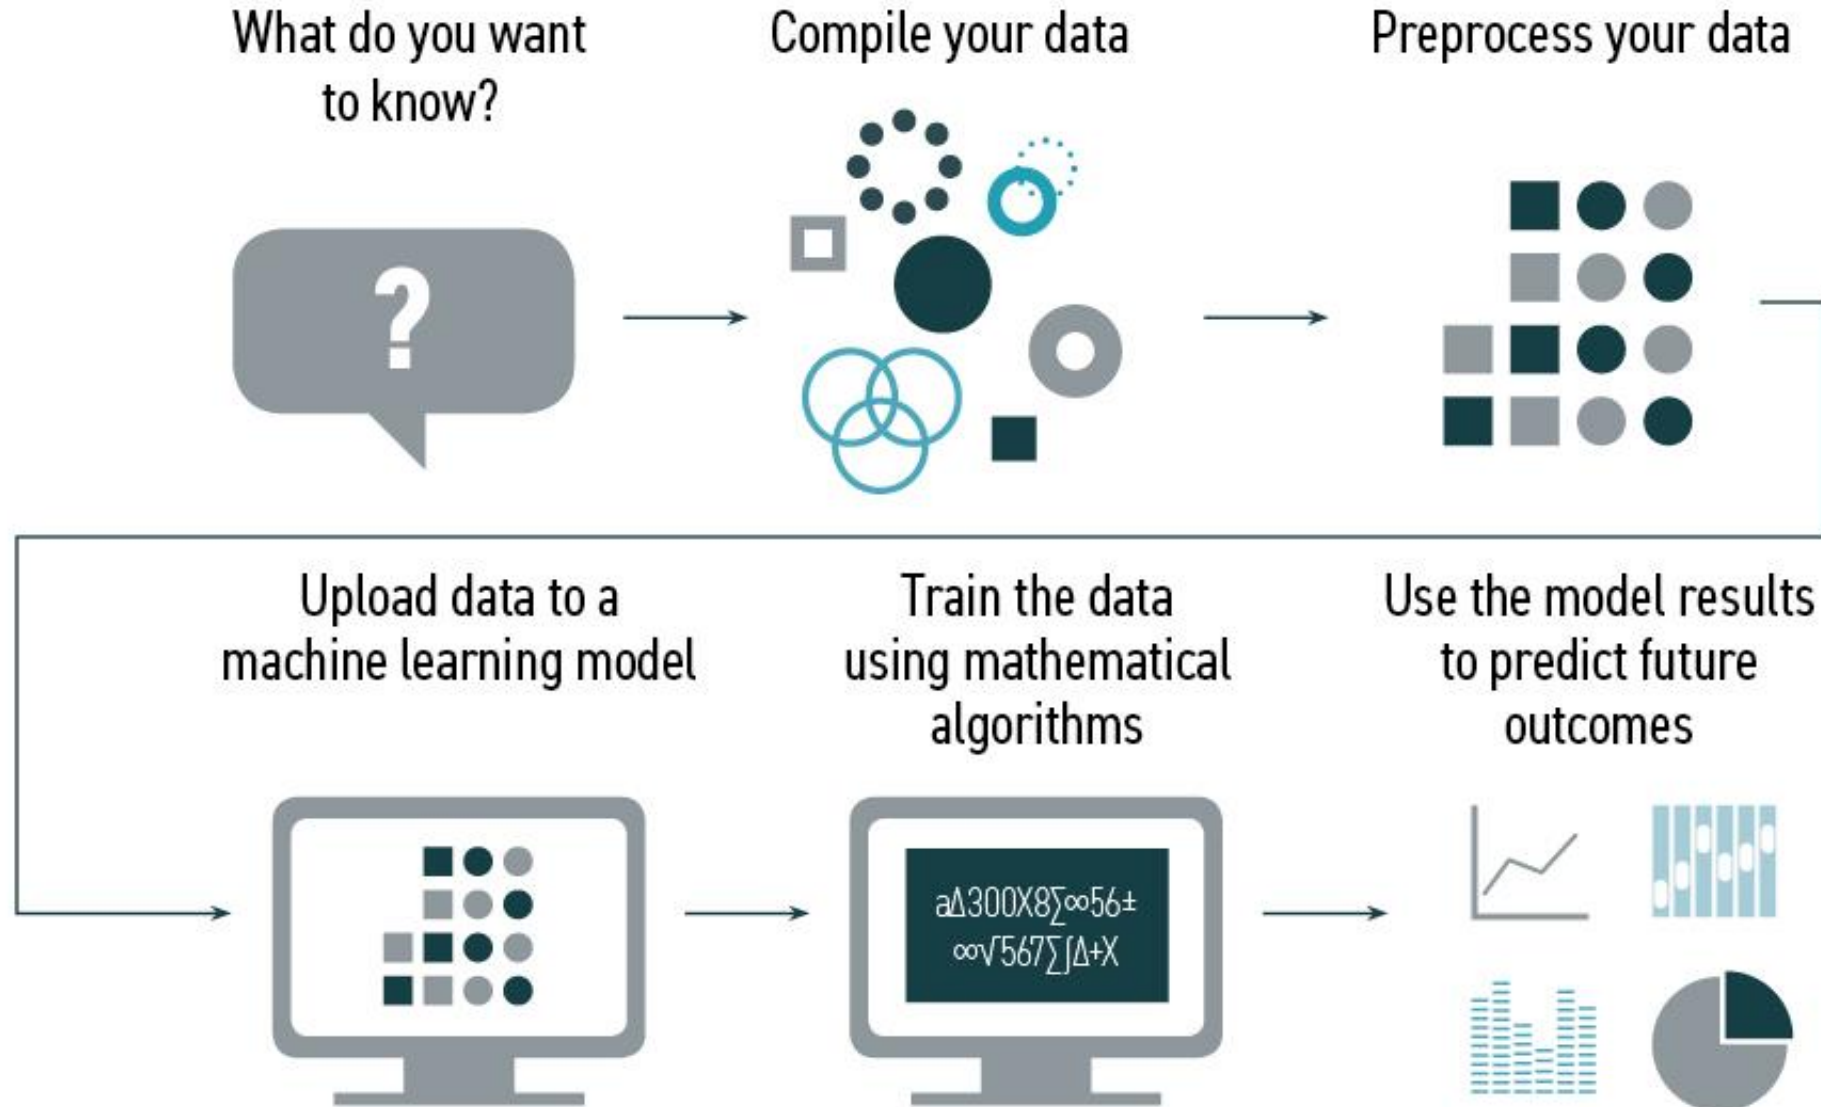 What do you want
to know?
Compile your data
Preprocess your data
?
Upload data to a
machine learning model
Train the data
using mathematical
algorithms
Use the model results
to predict future
outcomes
aΔ300X8∑∞56±
∞√567∑∫Δ+X